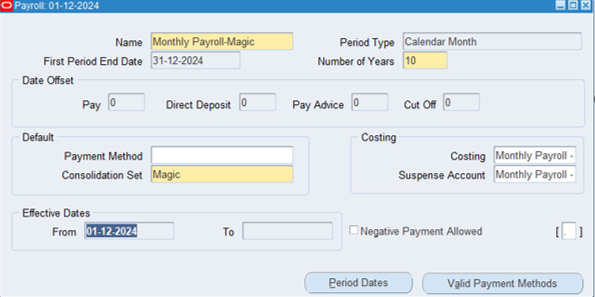 Payroll: 01-12-2024
Name Monthly Payroll-Magic Period Type Calendar Month
First Period End Date 31-12-2024 Number of Years 10
Date Offset
Pay 0 Direct Deposit 0 Pay Advice 0 Cut Off 0
Default Costing
Payment Method Costing Monthly Payroll -
Consolidation Set Magic Suspense Account Monthly Payroll -
Effective Dates
From 01-12-2024 To Negative Payment Allowed [ . ]
Period Dates Valid Payment Methods